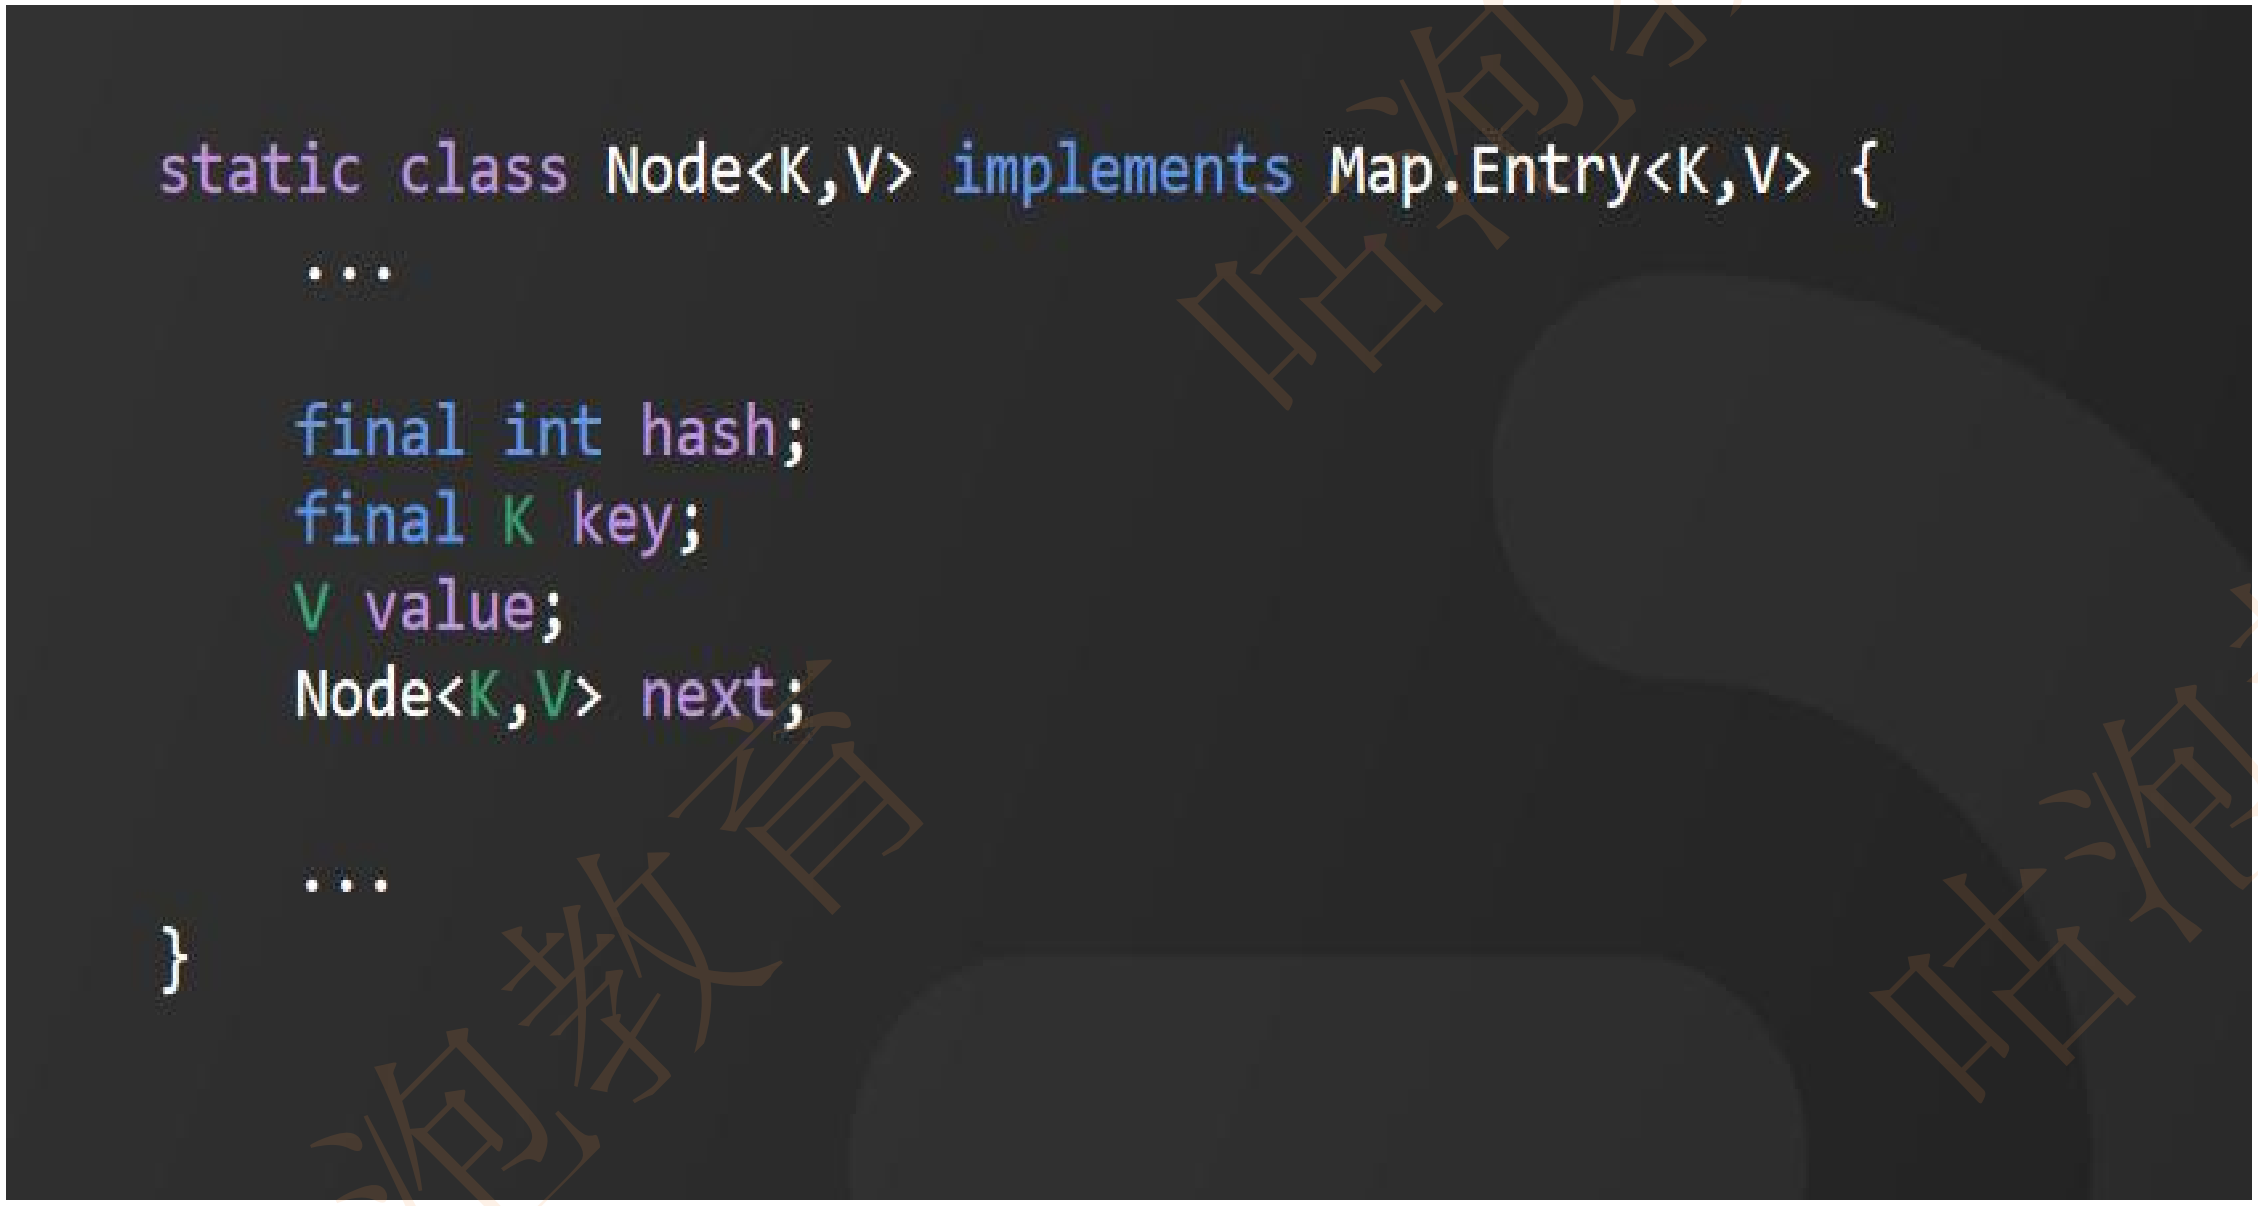 static class Node<K,V> implements Map.Entry<K,V> {
...
final int hash;
final K key;
V value;
Node<K,V> next;
...
}
咕泡教
泡教育
咕泡